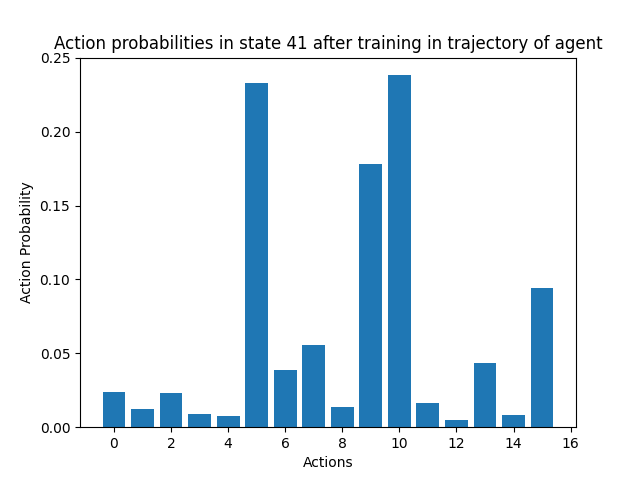 Action probabilities in state 41 after training in trajectory of agent
0.25
0.20
0.15
0.10
0.05
0.00
Action Probability
0 2 4 6 8 10 12 14 16
Actions